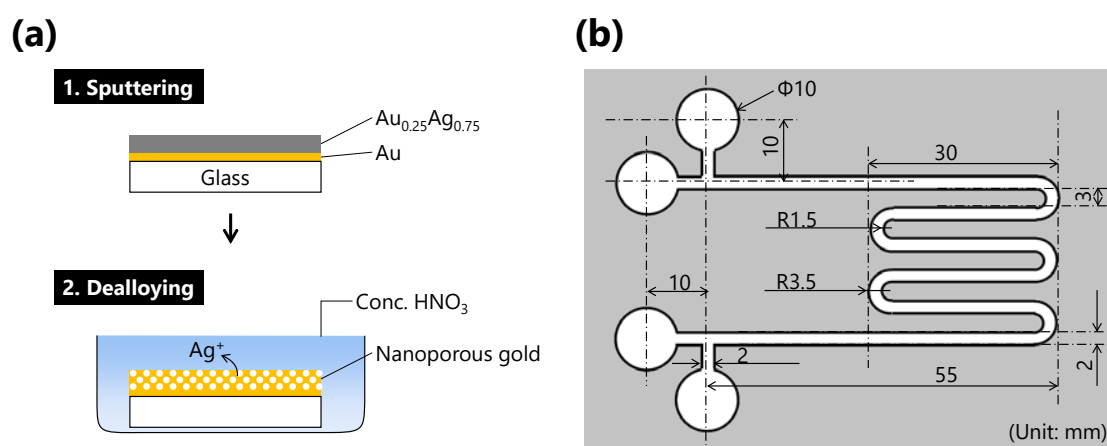 (a)
1. Sputtering
Au0.25Ag0.75
Au
Glass
2. Dealloying
Conc. HNO3
Ag+
Nanoporous gold
(b)
Φ10
10
30
3
R1.5
R3.5
10
2
2
55
(Unit: mm)